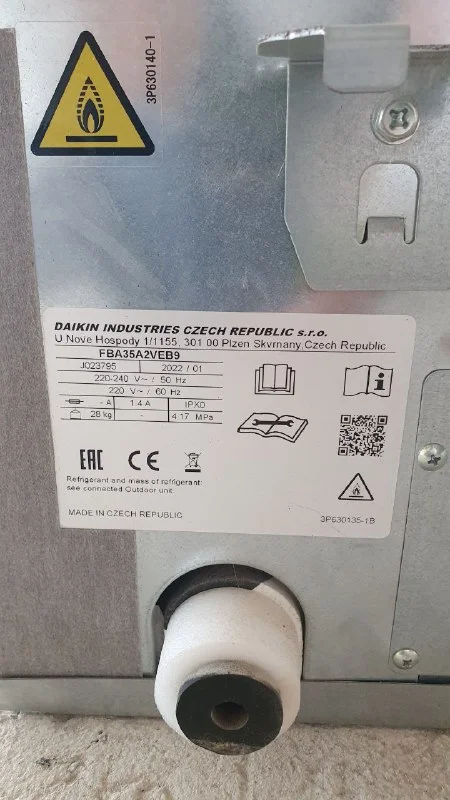 3P630140-1
DAIKIN INDUSTRIES CZECH REPUBLIC s.r.o.
U Nove Hospody 1/1155, 301 00 Plzen Skvrnany, Czech Republic
FBA35A2VEB9
J023795 2022 / 01
220-240 V~ / 50 Hz
220 V~ / 60 Hz
- A 1.4 A IPX0
28 kg 4.17 MPa
i
EAC CE
Refrigerant and mass of refrigerant:
see connected Outdoor unit
MADE IN CZECH REPUBLIC
3P630135-1B